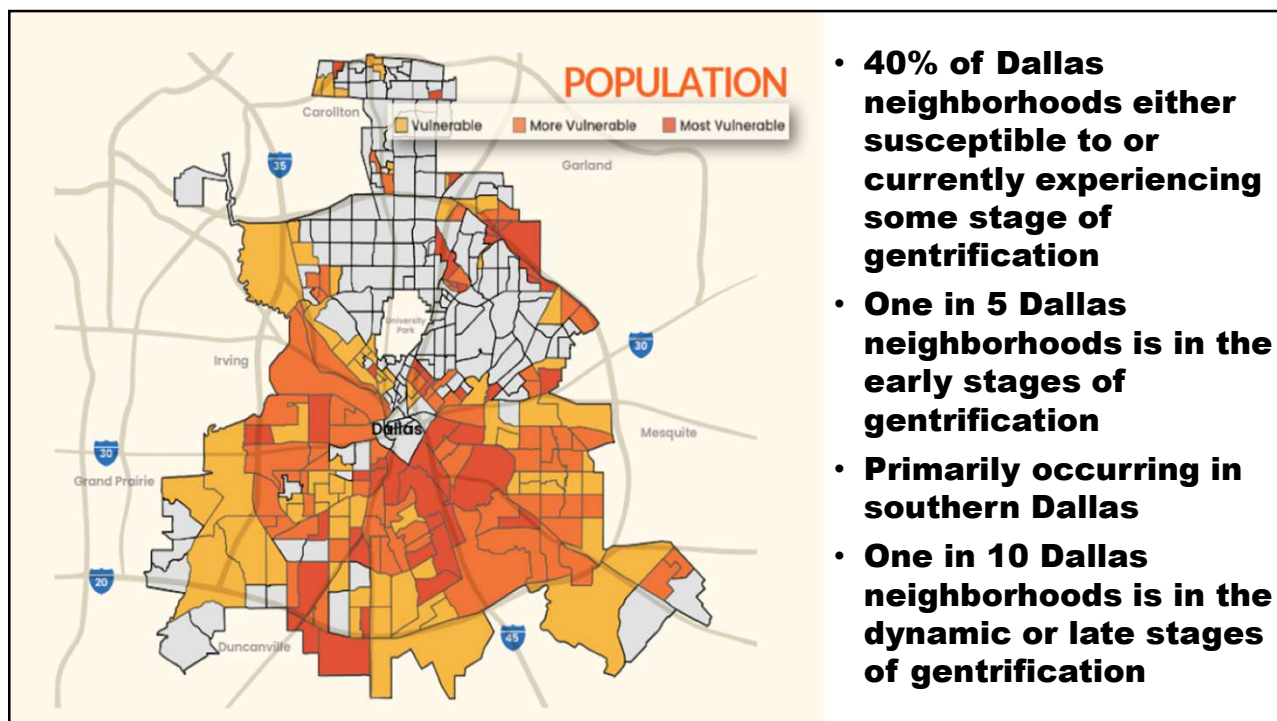 POPULATION
Vulnerable More Vulnerable Most Vulnerable
Carollton
35
Garland
University
Park
Irving
30
Dallas
Mesquite
30
Grand Prairie
20
Duncanville
45
• 40% of Dallas
neighborhoods either
susceptible to or
currently experiencing
some stage of
gentrification
• One in 5 Dallas
neighborhoods is in the
early stages of
gentrification
• Primarily occurring in
southern Dallas
• One in 10 Dallas
neighborhoods is in the
dynamic or late stages
of gentrification